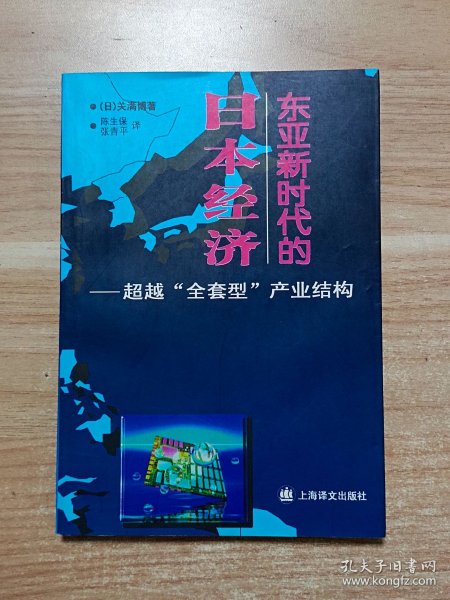 (日)关满博著
陈生保
张青平 译
东亚新时代的
日本经济
——超越“全套型”产业结构
上海译文出版社
孔夫子旧书网
www.kongfz.com